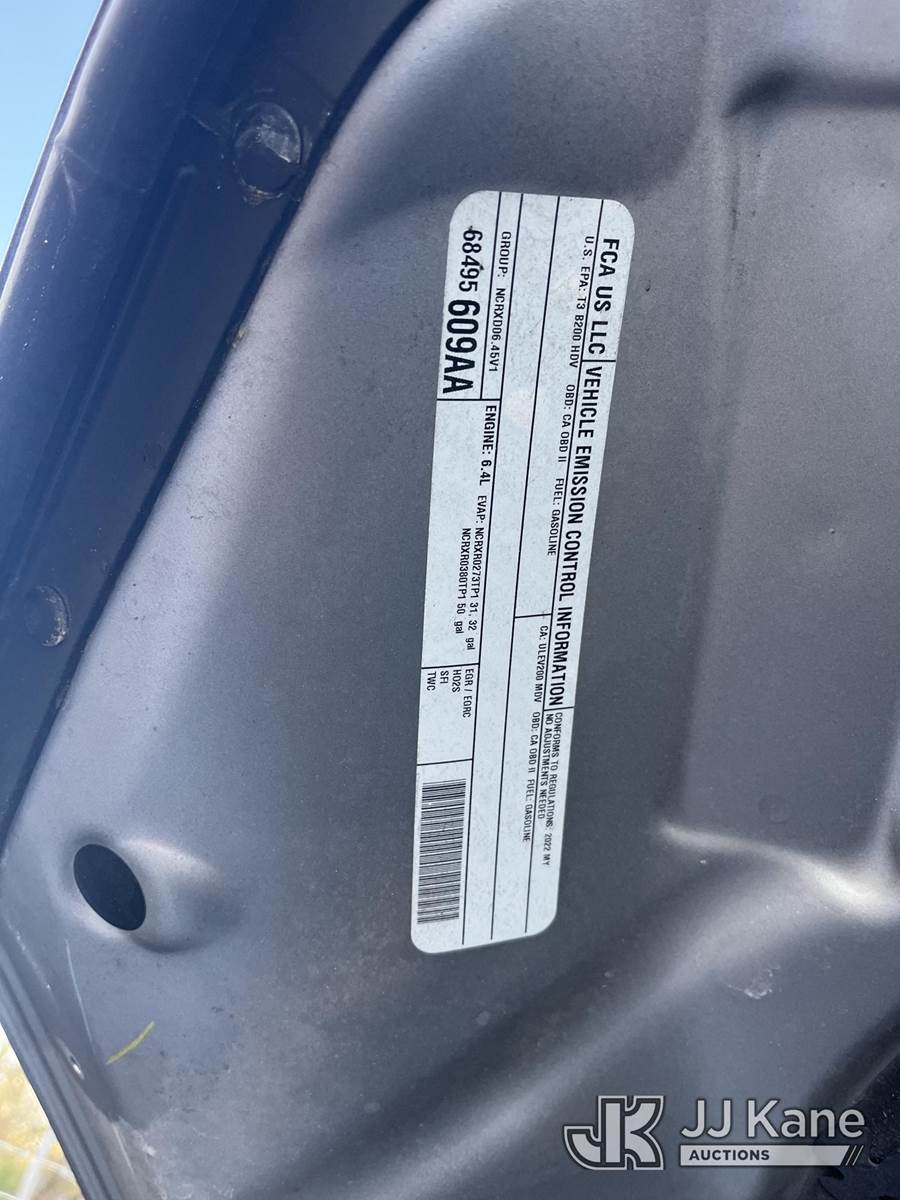 FCA US LLC
VEHICLE EMISSION CONTROL INFORMATION
CONFORMS TO REGULATIONS: 2022 MY
NO ADJUSTMENTS NEEDED
U.S. EPA: T3 B200 HDV OBD: CA OBD II FUEL: GASOLINE
CA: ULEV200 MDV OBD: CA OBD II FUEL: GASOLINE
GROUP: NCRXD06.45V1
ENGINE: 6.4L EVAP: NCRXR0273TP1 31. 32 gal
NCRXR0380TP1 50 gal
EGR / EGRC
HO2S
SFI
TWC
68495 609AA
JK JJ Kane
AUCTIONS